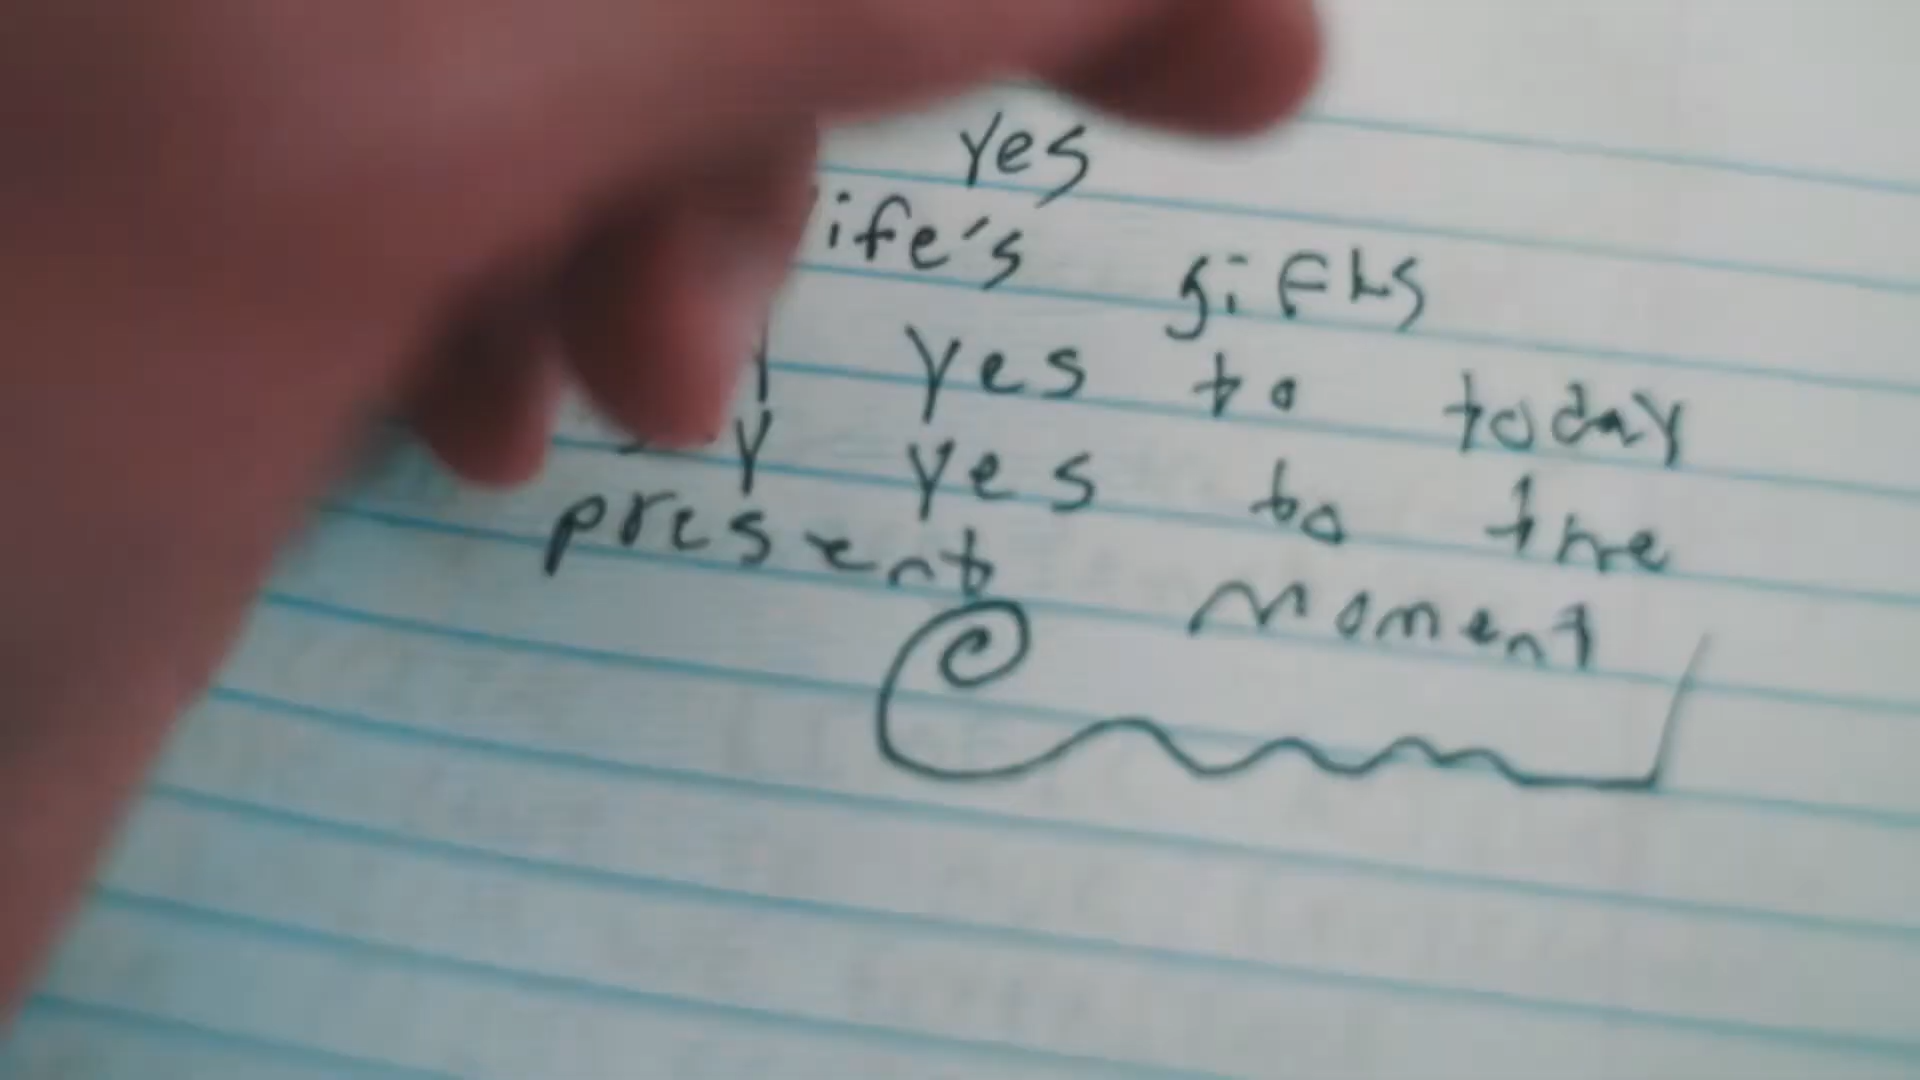 yes
ife's gifts
y yes to today
y yes to the
present moment